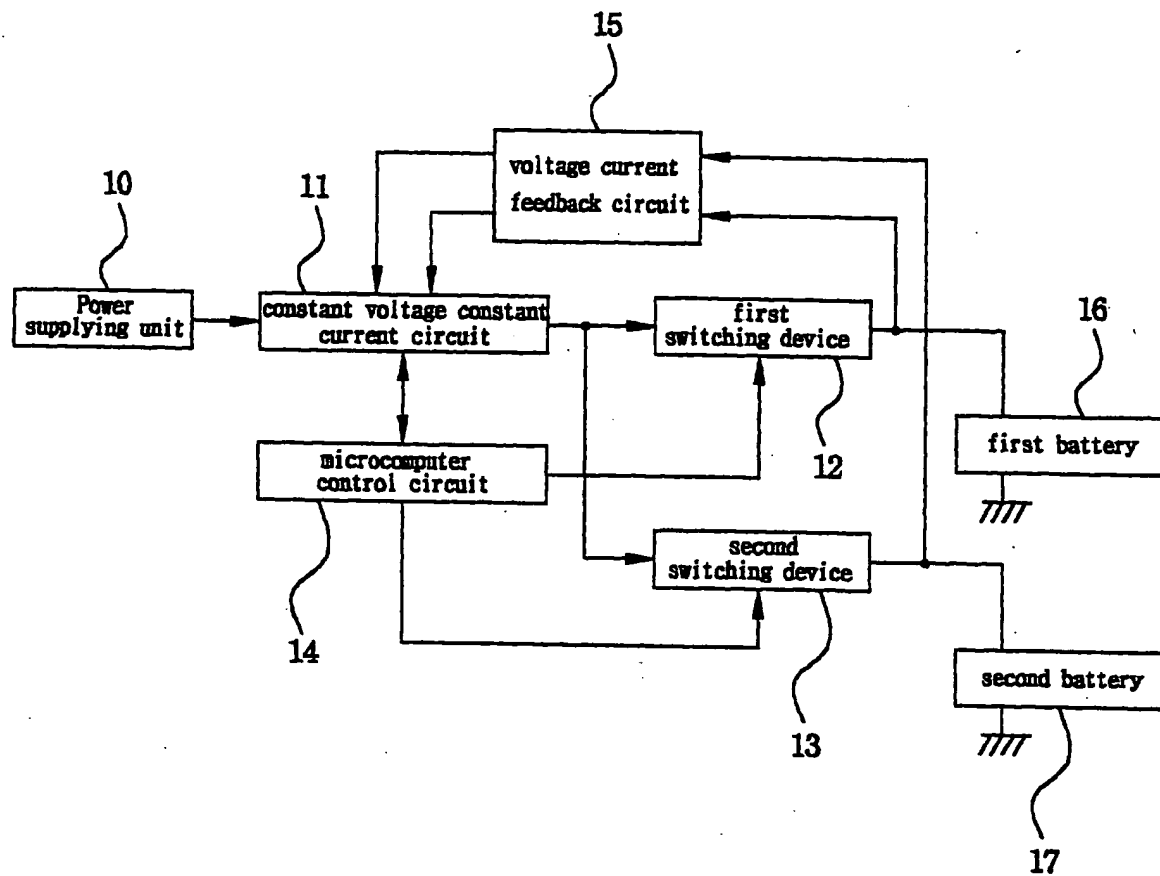 15
voltage current
feedback circuit
10
11
Power
supplying unit
constant voltage constant
current circuit
first
switching device
16
12
first battery
microcomputer
control circuit
second
switching device
14
13
second battery
17